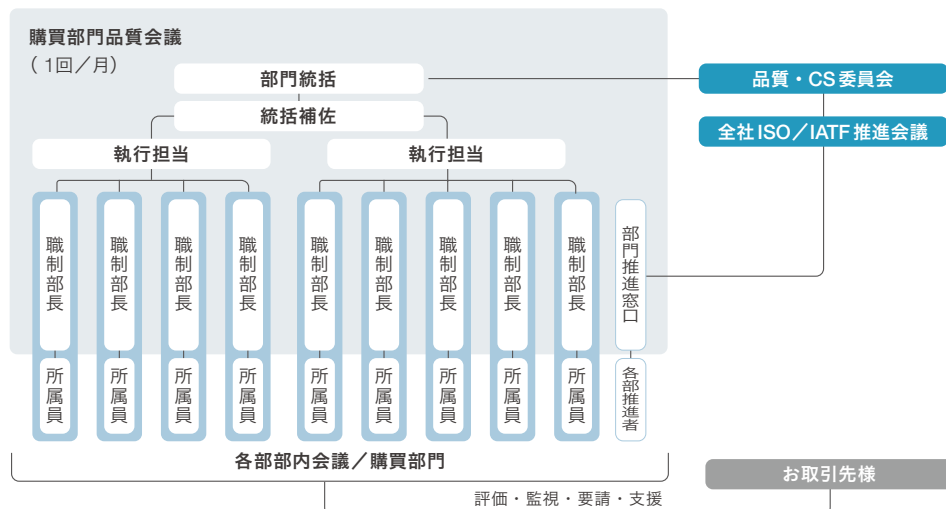 購買部門品質会議
（1回／月）
部門統括
品質・CS委員会
統括補佐
全社ISO／IATF推進会議
執行担当
執行担当
職制部長
職制部長
職制部長
職制部長
職制部長
職制部長
職制部長
職制部長
職制部長
部門推進窓口
所属員
所属員
所属員
所属員
所属員
所属員
所属員
所属員
所属員
各部推進者
各部部内会議／購買部門
お取引先様
評価・監視・要請・支援